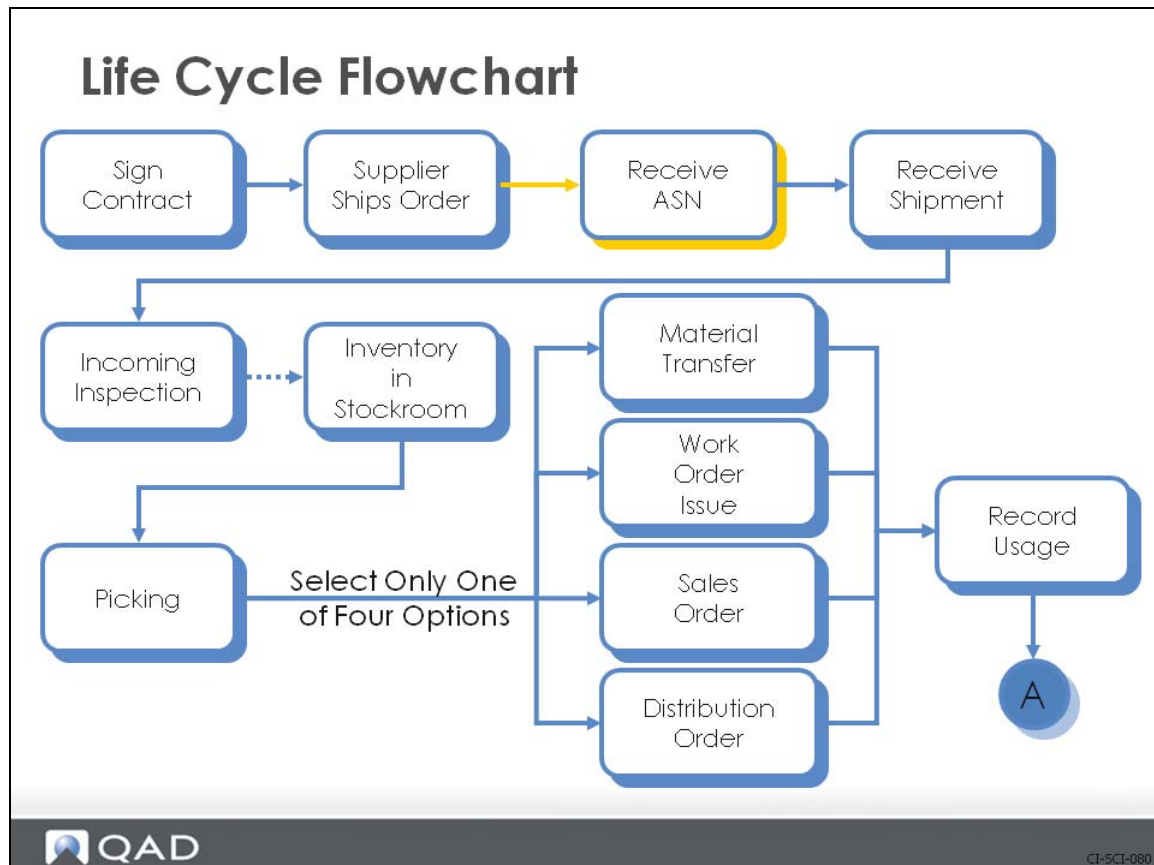 Life Cycle Flowchart
Sign
Contract
Supplier
Ships Order
Receive
ASN
Receive
Shipment
Incoming
Inspection
Inventory
in
Stockroom
Material
Transfer
Work
Order
Issue
Record
Usage
Picking
Select Only One
of Four Options
Sales
Order
Distribution
Order
A
QAD
CI-SCI-080